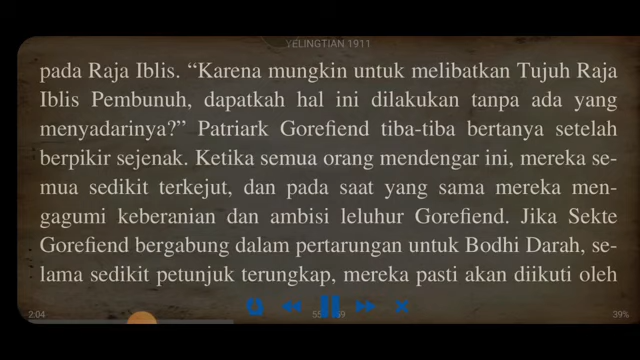 YELINGTIAN 1911
pada Raja Iblis. “Karena mungkin untuk melibatkan Tujuh Raja
Iblis Pembunuh, dapatkah hal ini dilakukan tanpa ada yang
menyadarinya?” Patriark Gorefiend tiba-tiba bertanya setelah
berpikir sejenak. Ketika semua orang mendengar ini, mereka se-
mua sedikit terkejut, dan pada saat yang sama mereka men-
gagumi keberanian dan ambisi leluhur Gorefiend. Jika Sekte
Gorefiend bergabung dalam pertarungan untuk Bodhi Darah, se-
lama sedikit petunjuk terungkap, mereka pasti akan diikuti oleh
2:04
39%